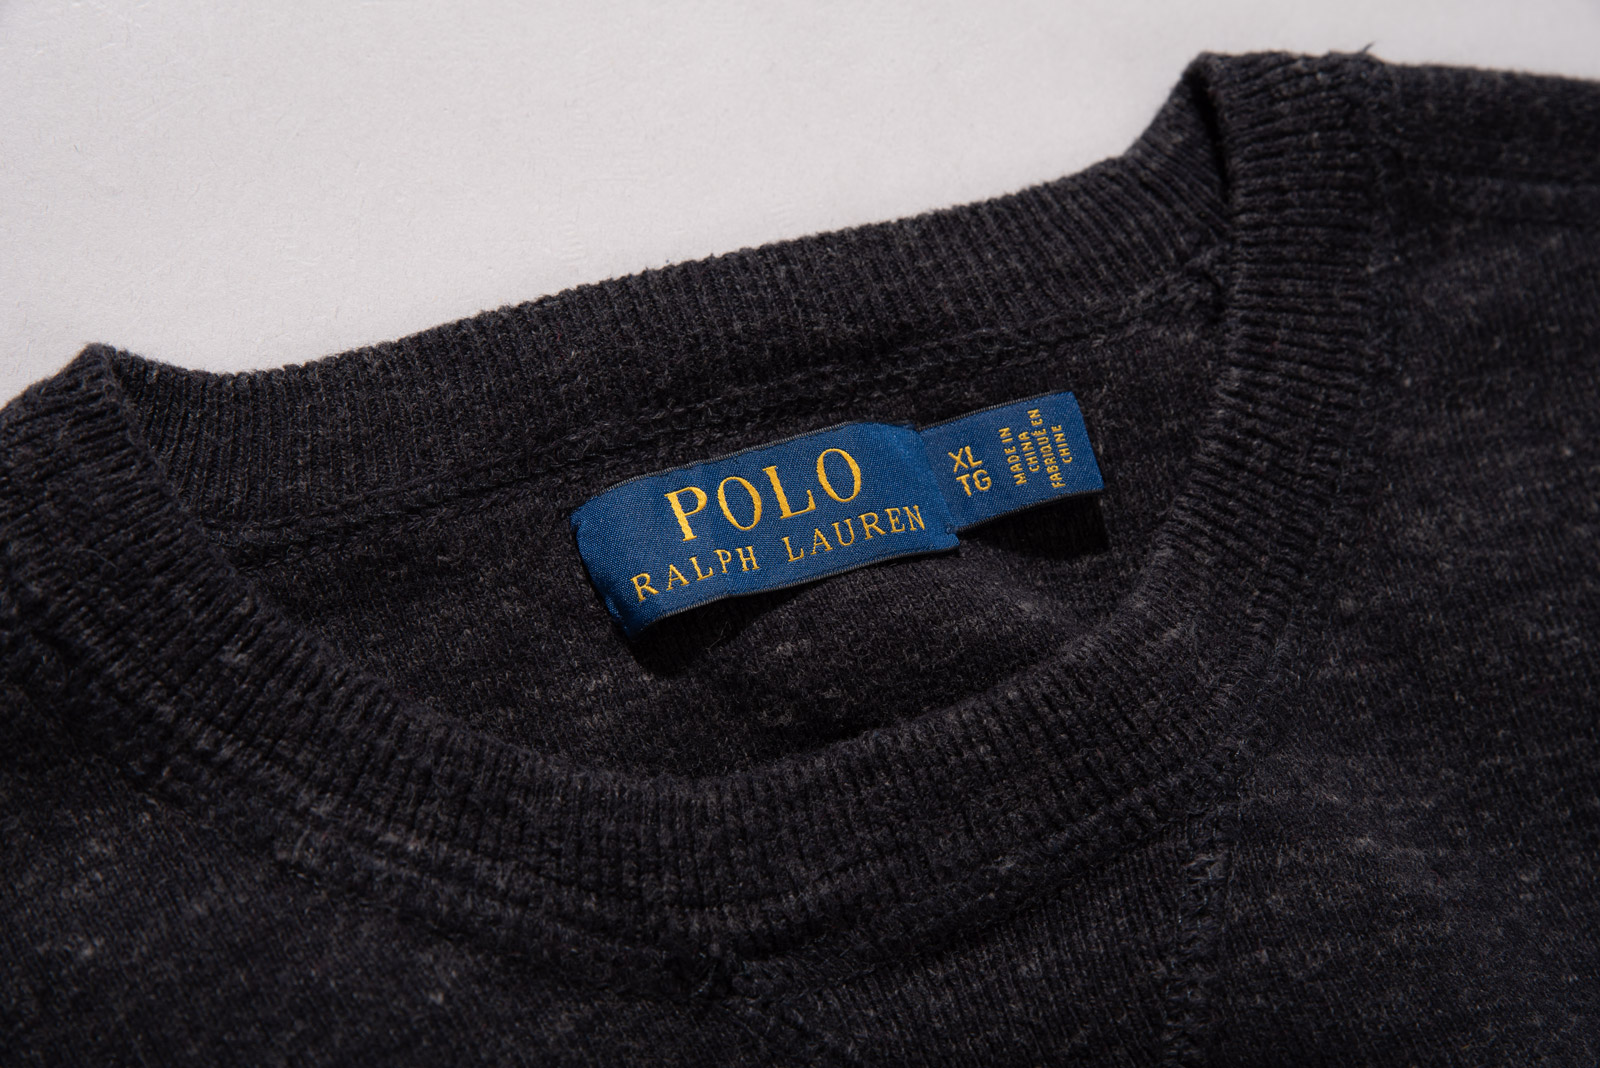 POLO
RALPH LAUREN
XL
TG
MADE IN
CHINA
FABRIQUÉ EN
CHINE